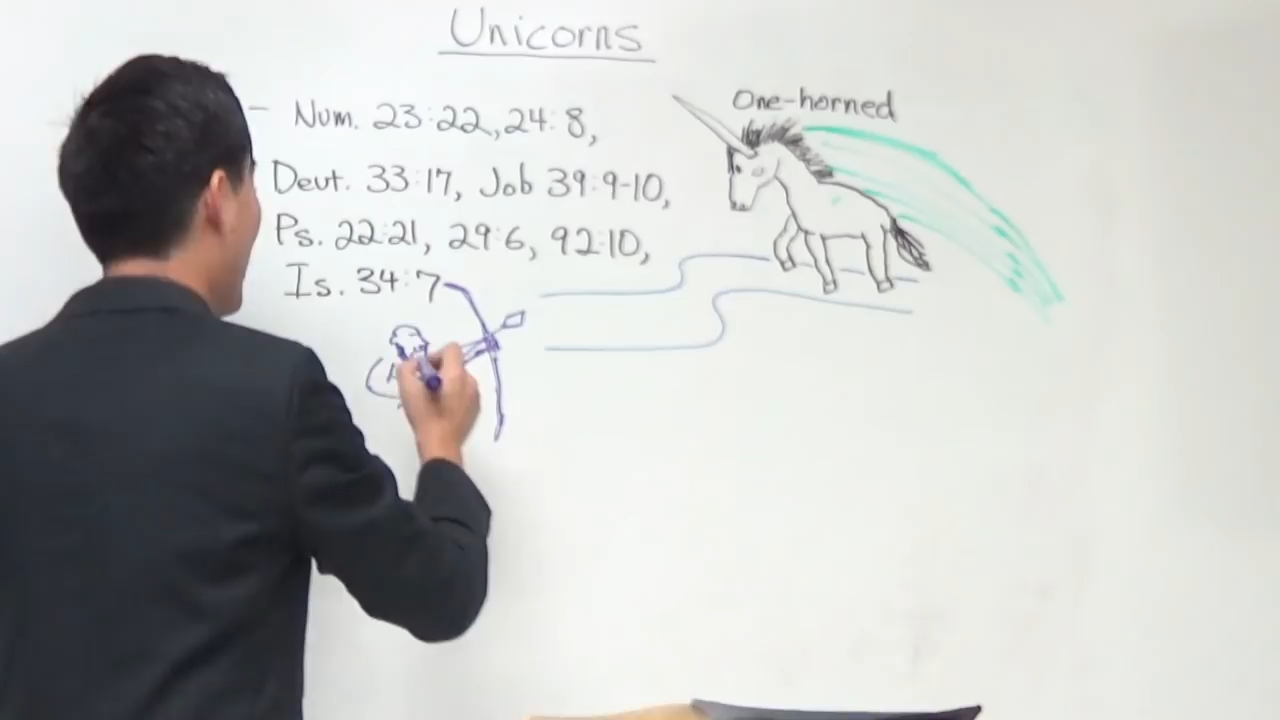 Unicorns
- Num. 23:22, 24:8,
Deut. 33:17, Job 39:9-10,
Ps. 22:21, 29:6, 92:10,
Is. 34:7
One-horned